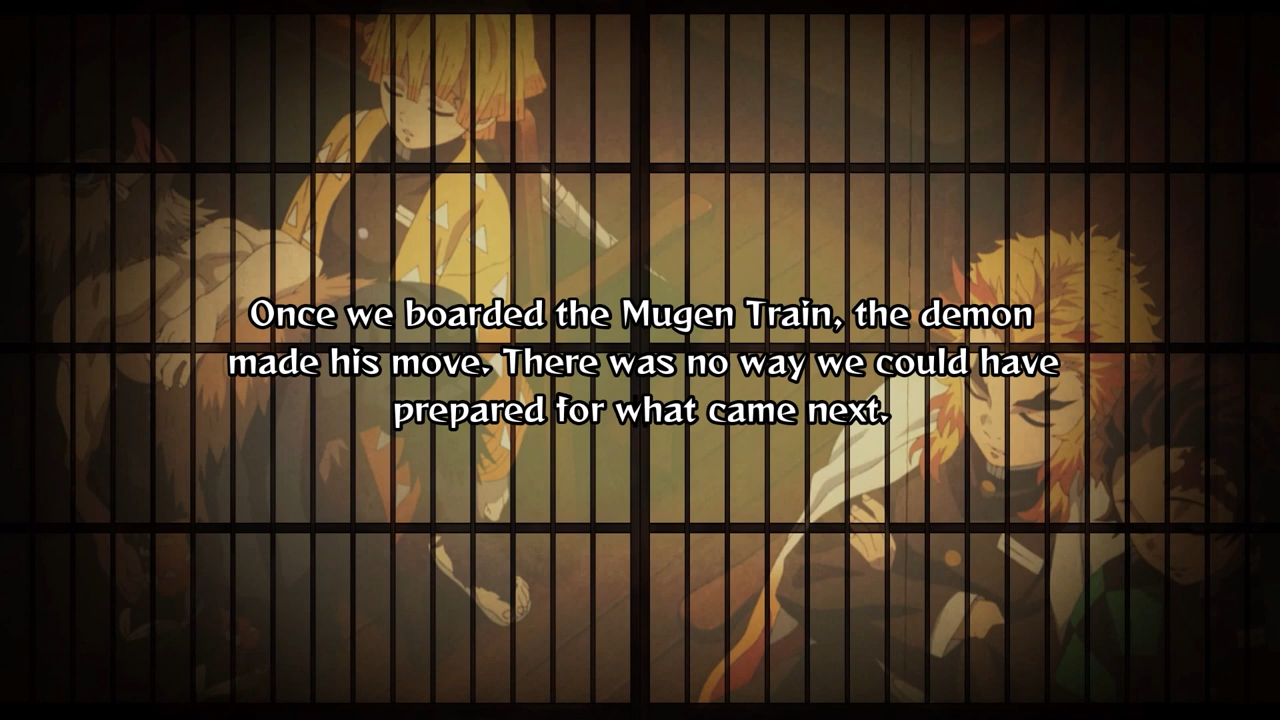 Once we boarded the Mugen Train, the demon
made his move. There was no way we could have
prepared for what came next.